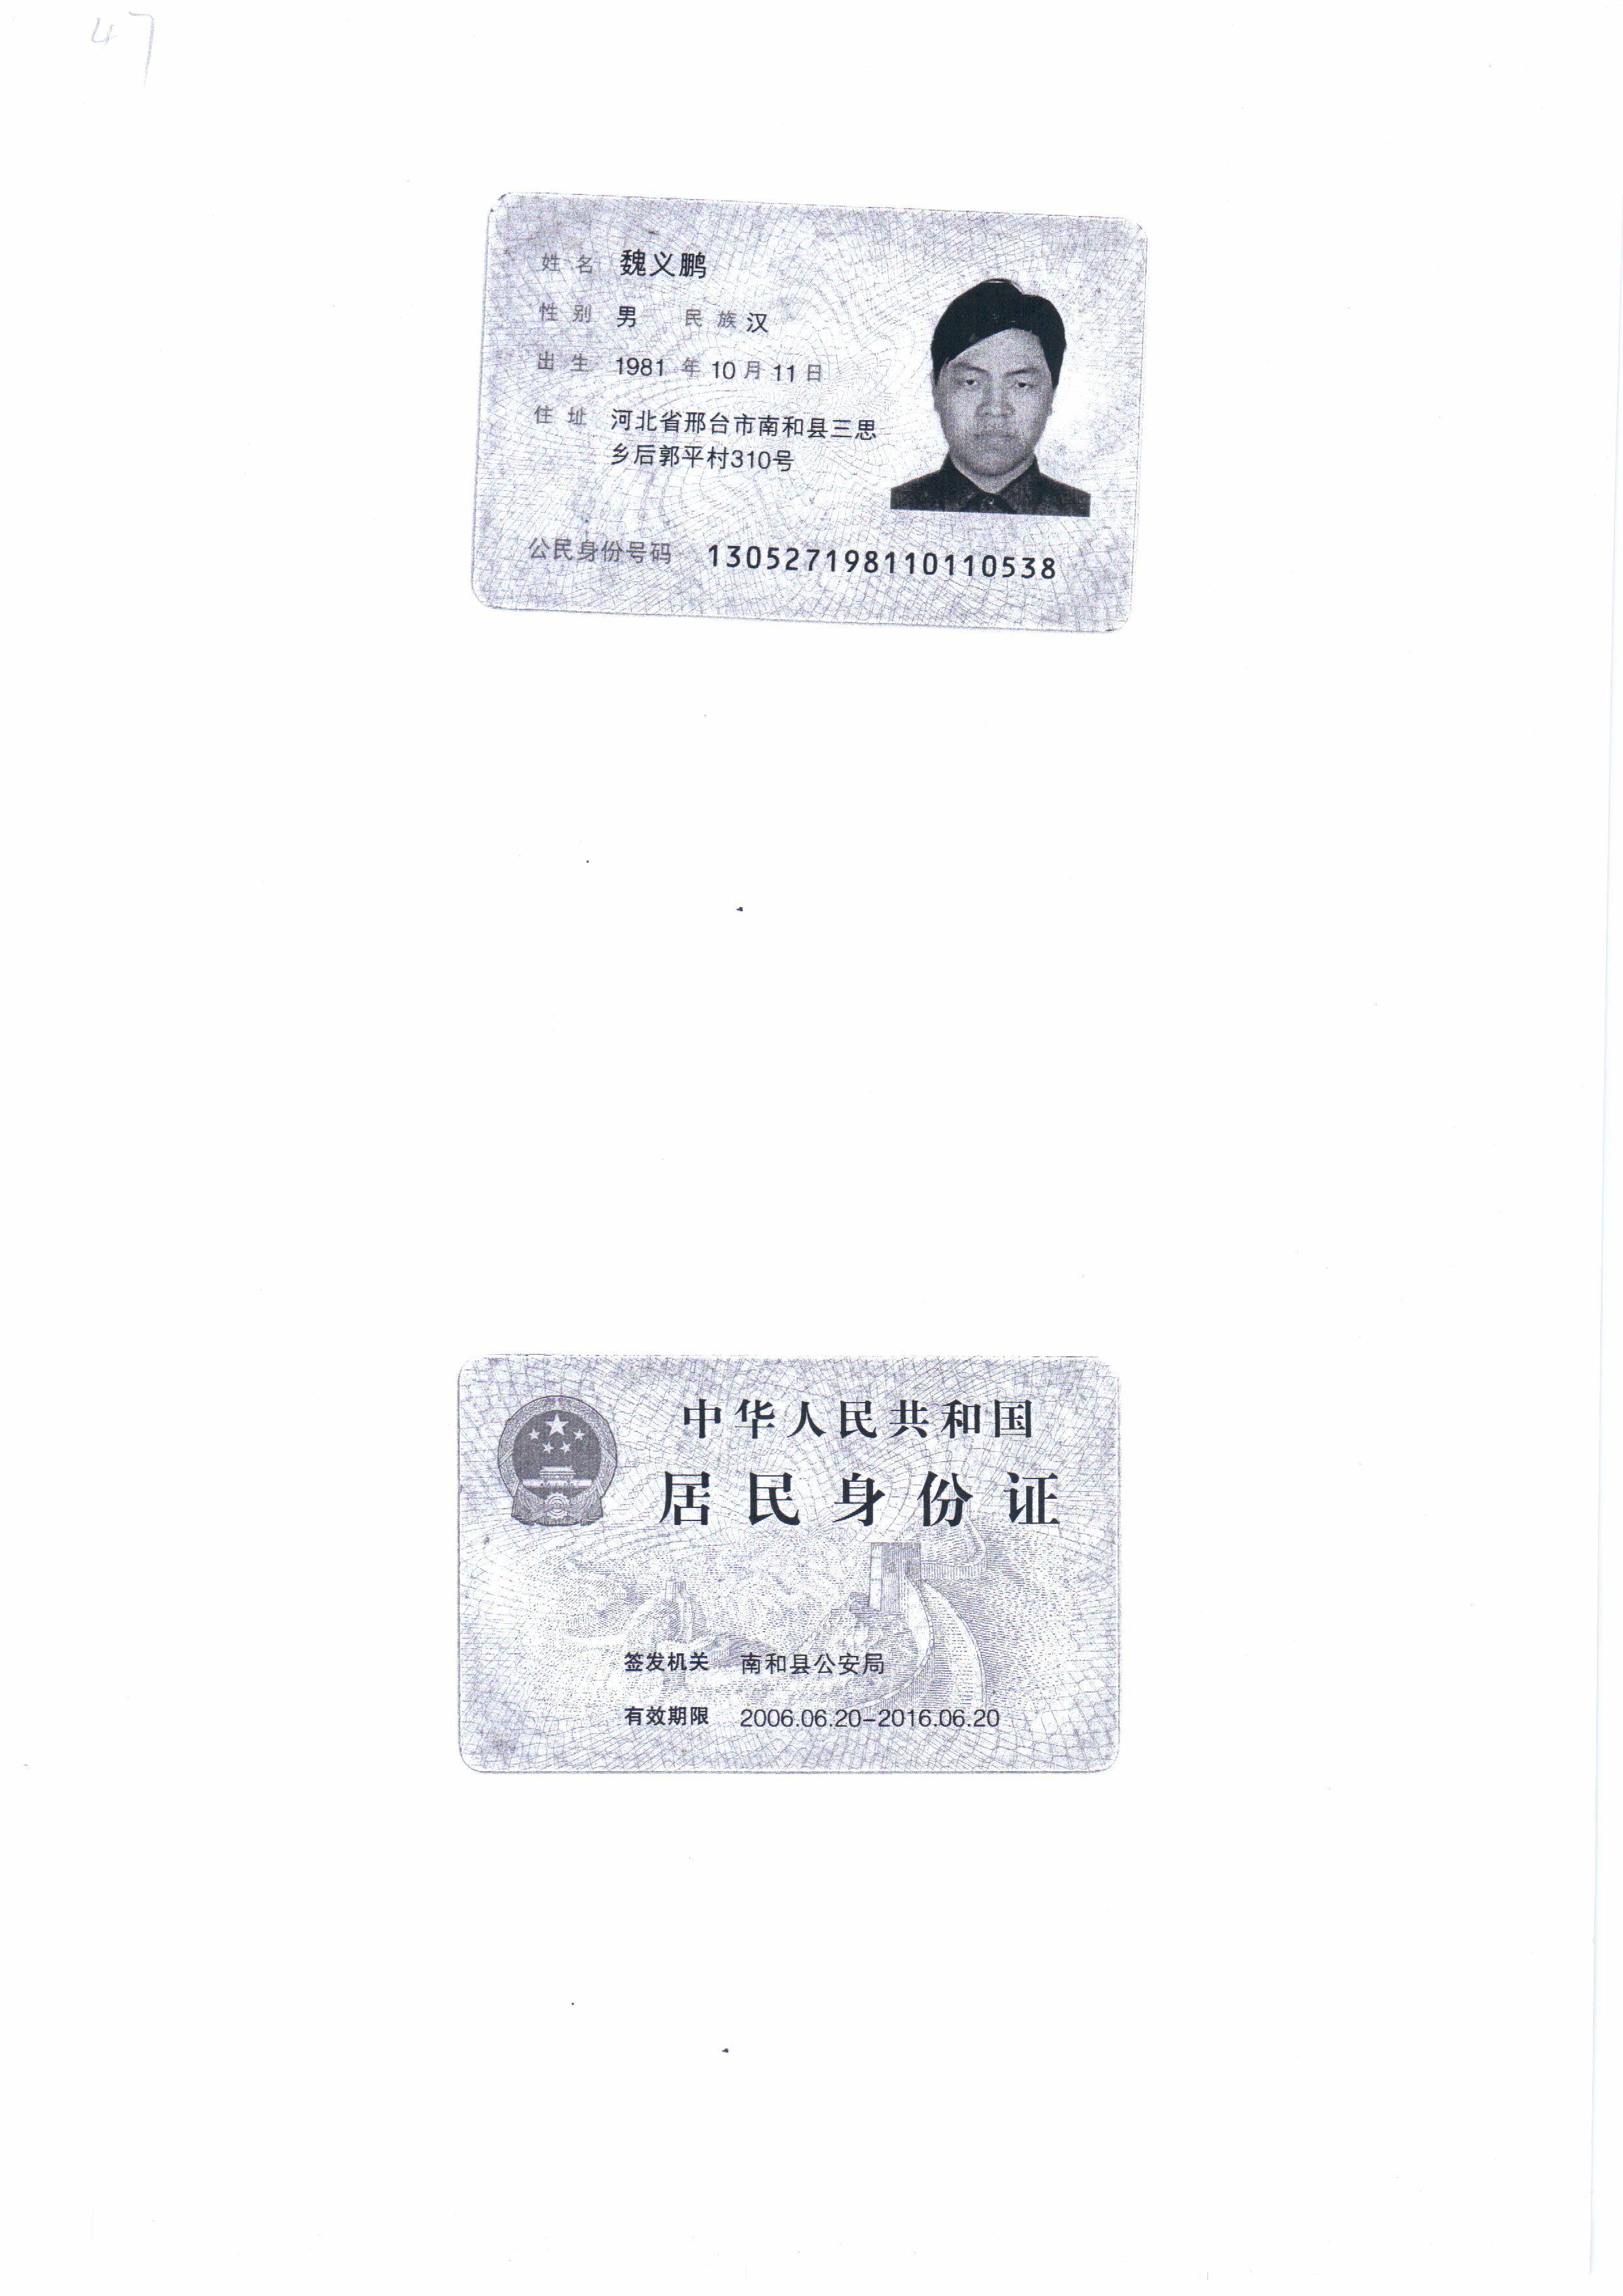 47
姓名 魏义鹏
性别 男 民族 汉
出生 1981 年 10 月 11 日
住址 河北省邢台市南和县三思
乡后郭平村310号
公民身份号码 130527198110110538
中华人民共和国
居民身份证
签发机关 南和县公安局
有效期限 2006.06.20-2016.06.20